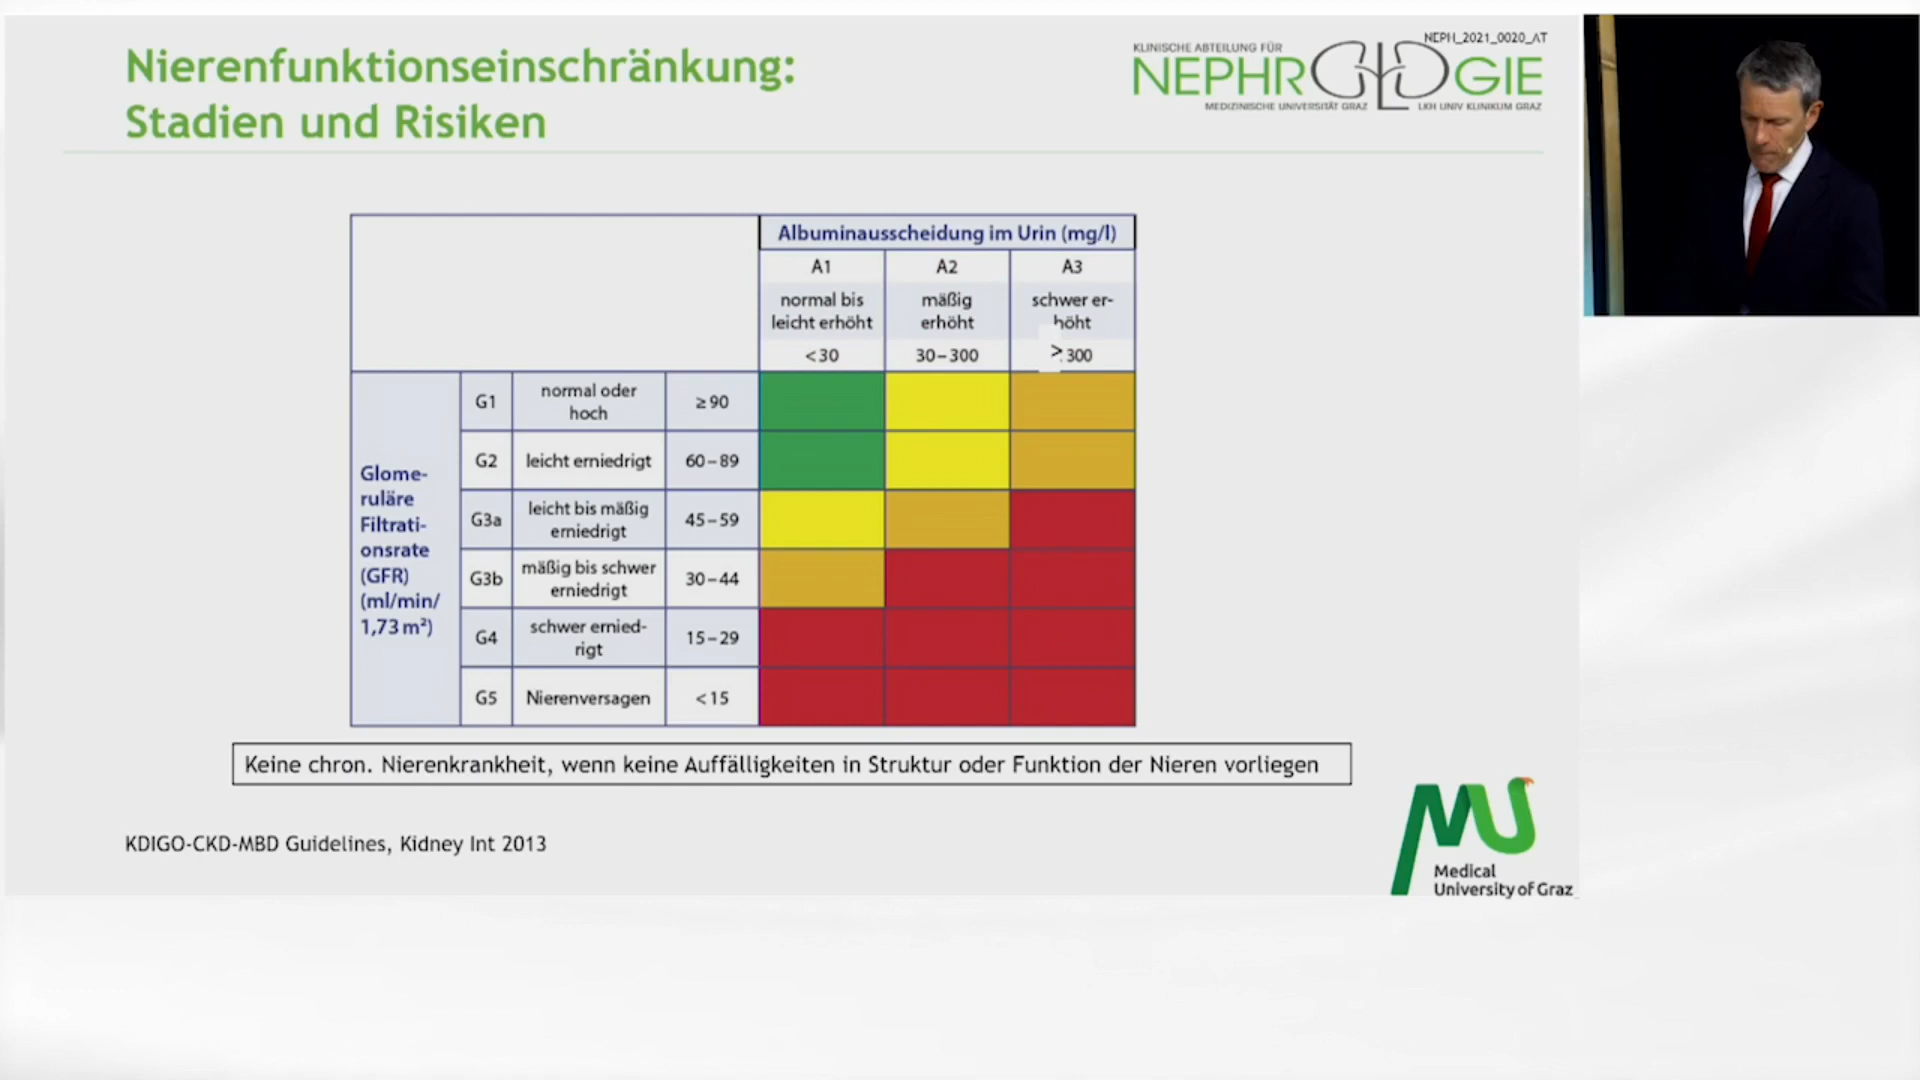 Nierenfunktionseinschränkung:
Stadien und Risiken
NEPH_2021_0020_AT
KLINISCHE ABTEILUNG FÜR
NEPHROLOGIE
MEDIZINISCHE UNIVERSITÄT GRAZ LKH UNIV KLINIKUM GRAZ
Albuminausscheidung im Urin (mg/l)
A1 A2 A3
normal bis mäßig schwer er-
leicht erhöht erhöht höht
<30 30–300 >300
Glome-
ruläre
Filtrati-
onsrate
(GFR)
(ml/min/
1,73 m²)
G1 normal oder ≥90
hoch
G2 leicht erniedrigt 60–89
G3a leicht bis mäßig 45–59
erniedrigt
G3b mäßig bis schwer 30–44
erniedrigt
G4 schwer ernied- 15–29
rigt
G5 Nierenversagen <15
Keine chron. Nierenkrankheit, wenn keine Auffälligkeiten in Struktur oder Funktion der Nieren vorliegen
KDIGO-CKD-MBD Guidelines, Kidney Int 2013
MU
Medical
University of Graz